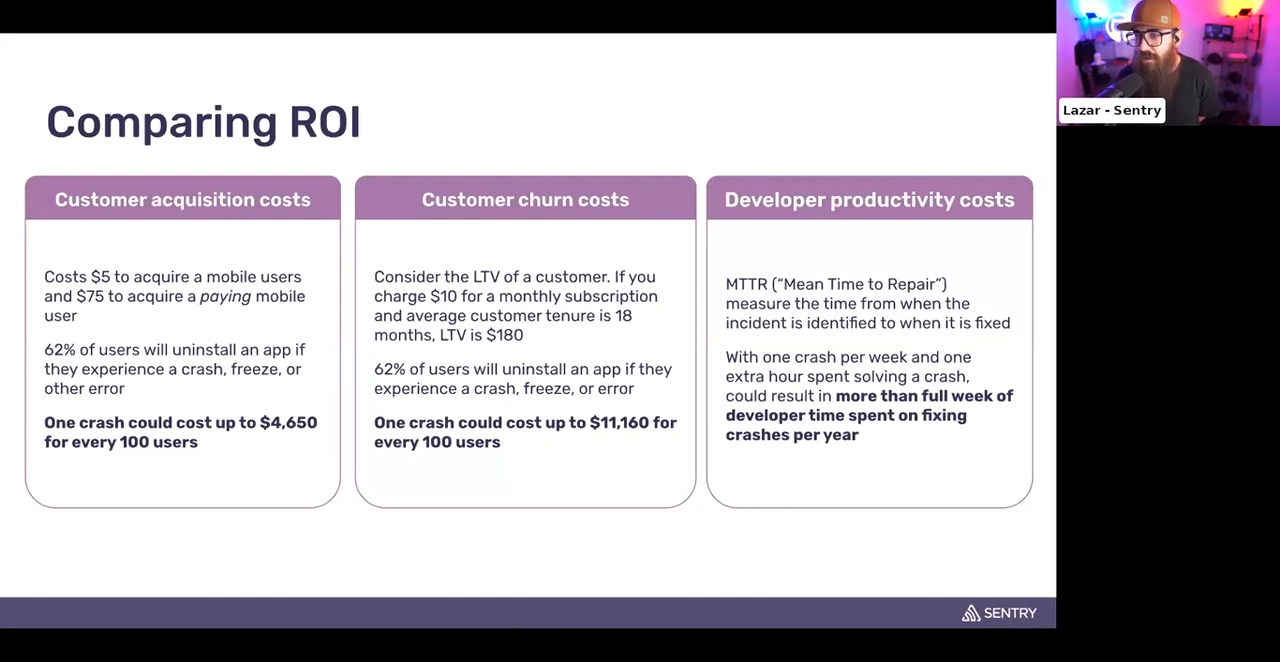 Comparing ROI
Customer acquisition costs
Costs $5 to acquire a mobile users
and $75 to acquire a paying mobile
user
62% of users will uninstall an app if
they experience a crash, freeze, or
other error
One crash could cost up to $4,650
for every 100 users
Customer churn costs
Consider the LTV of a customer. If you
charge $10 for a monthly subscription
and average customer tenure is 18
months, LTV is $180
62% of users will uninstall an app if they
experience a crash, freeze, or error
One crash could cost up to $11,160 for
every 100 users
Developer productivity costs
MTTR (“Mean Time to Repair”)
measure the time from when the
incident is identified to when it is fixed
With one crash per week and one
extra hour spent solving a crash,
could result in more than full week of
developer time spent on fixing
crashes per year
SENTRY
Lazar - Sentry